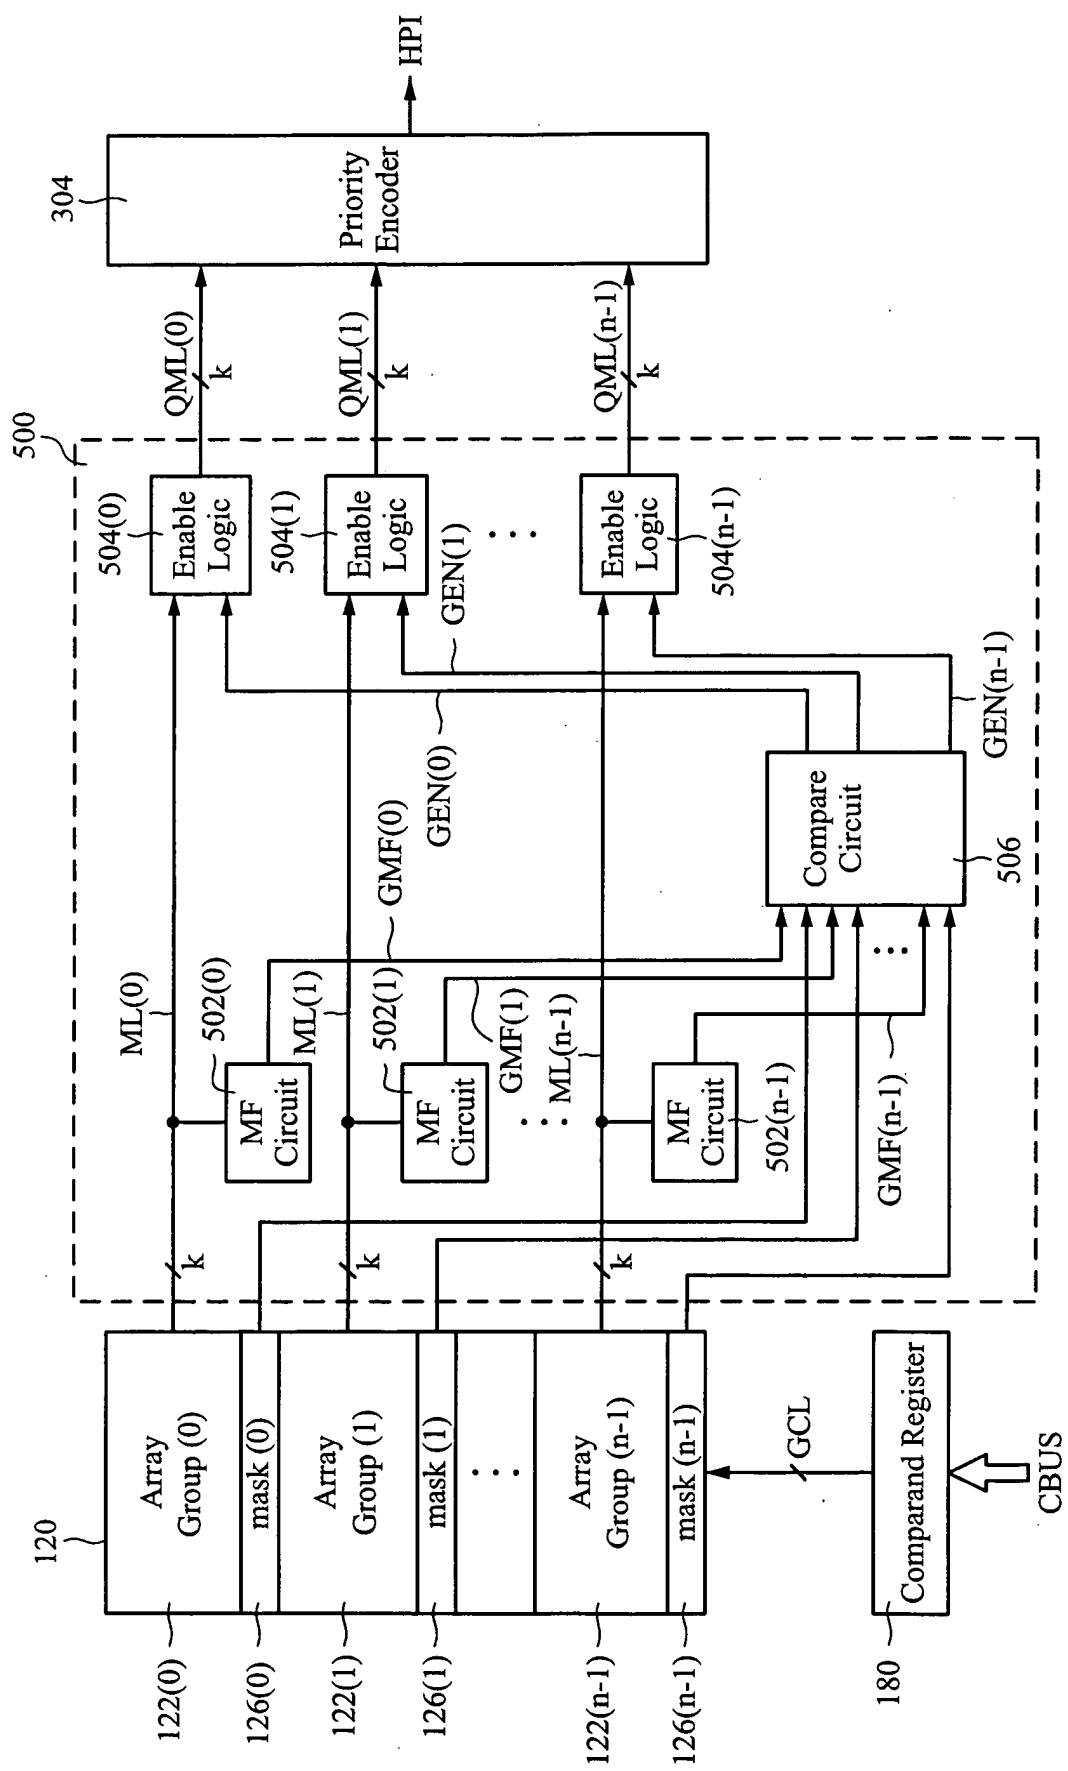 120
122(0)
Array
Group (0)
126(0)
mask (0)
122(1)
Array
Group (1)
126(1)
mask (1)
. . .
122(n-1)
Array
Group (n-1)
126(n-1)
mask (n-1)
GCL
180
Comparand Register
CBUS
500
k
ML(0)
502(0)
MF
Circuit
GMF(0)
k
ML(1)
502(1)
MF
Circuit
GMF(1)
. . .
k
ML(n-1)
MF
Circuit
502(n-1)
GMF(n-1)
. . .
Compare
Circuit
506
GEN(0)
GEN(1)
GEN(n-1)
504(0)
Enable
Logic
504(1)
Enable
Logic
. . .
Enable
Logic
504(n-1)
QML(0)
k
QML(1)
k
QML(n-1)
k
304
Priority
Encoder
HPI